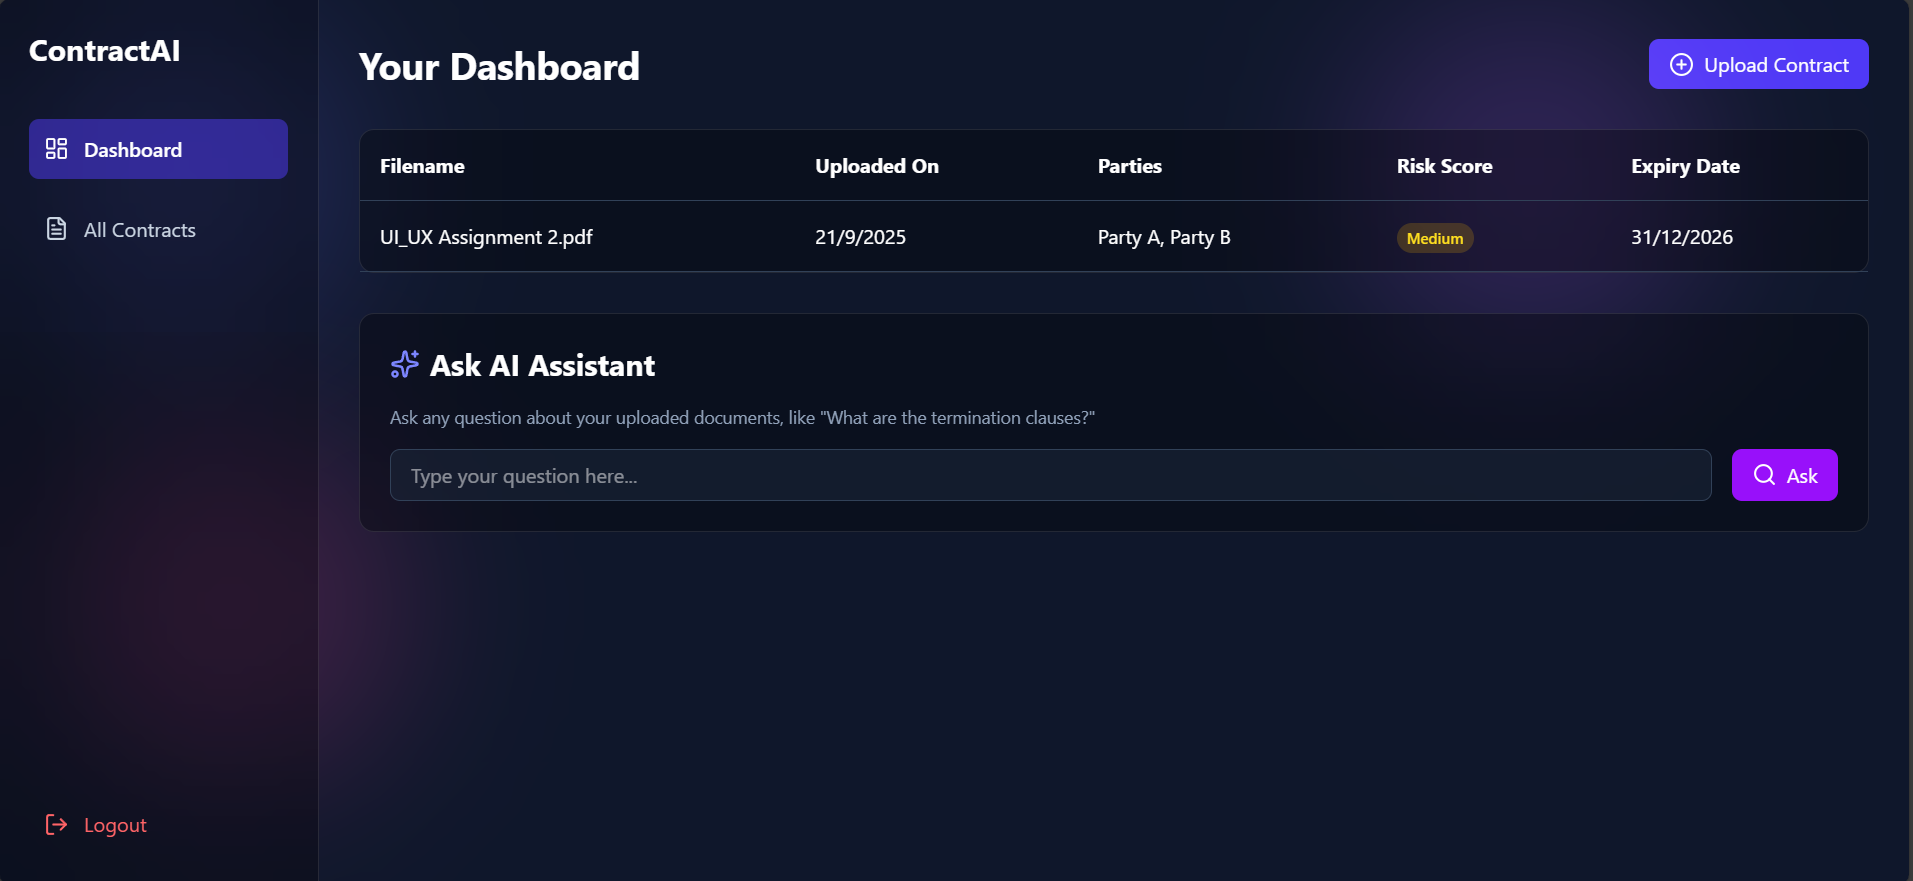 ContractAI
Dashboard
All Contracts
Logout
Your Dashboard
Upload Contract
Filename Uploaded On Parties Risk Score Expiry Date
UI_UX Assignment 2.pdf 21/9/2025 Party A, Party B Medium 31/12/2026
Ask AI Assistant
Ask any question about your uploaded documents, like "What are the termination clauses?"
Type your question here...
Ask